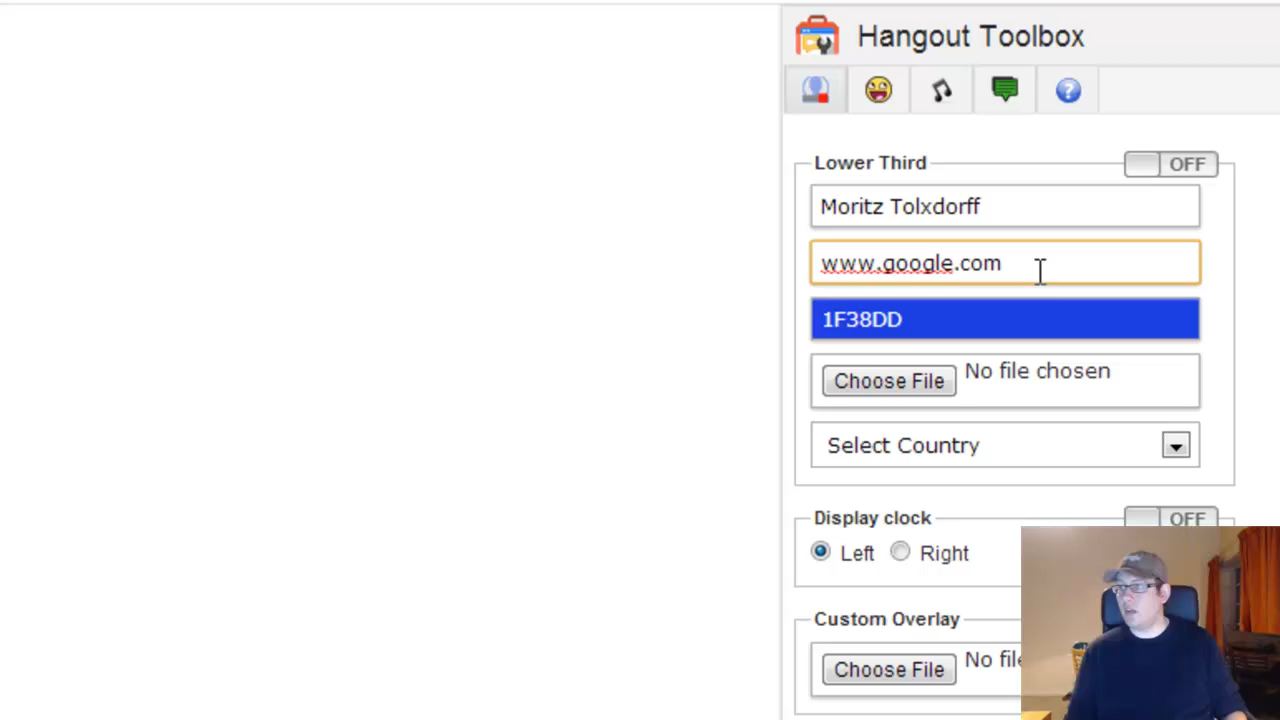 Hangout Toolbox
Lower Third
OFF
Moritz Tolxdorff
www.google.com
1F38DD
Choose File No file chosen
Select Country
Display clock
OFF
Left Right
Custom Overlay
Choose File No